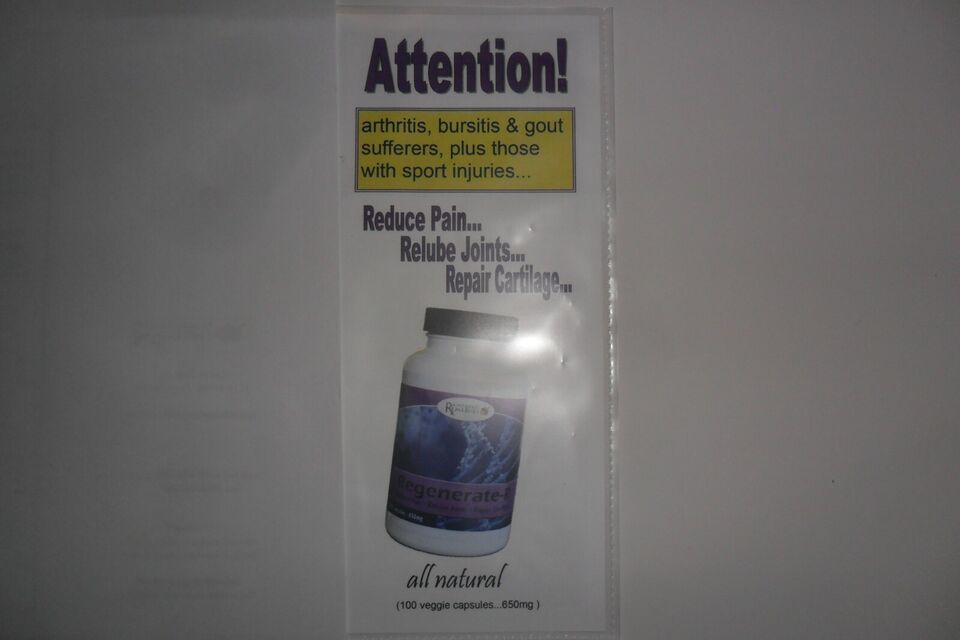 Attention!
arthritis, bursitis & gout
sufferers, plus those
with sport injuries...
Reduce Pain...
Relube Joints...
Repair Cartilage...
Regenerate-R
all natural
(100 veggie capsules...650mg )